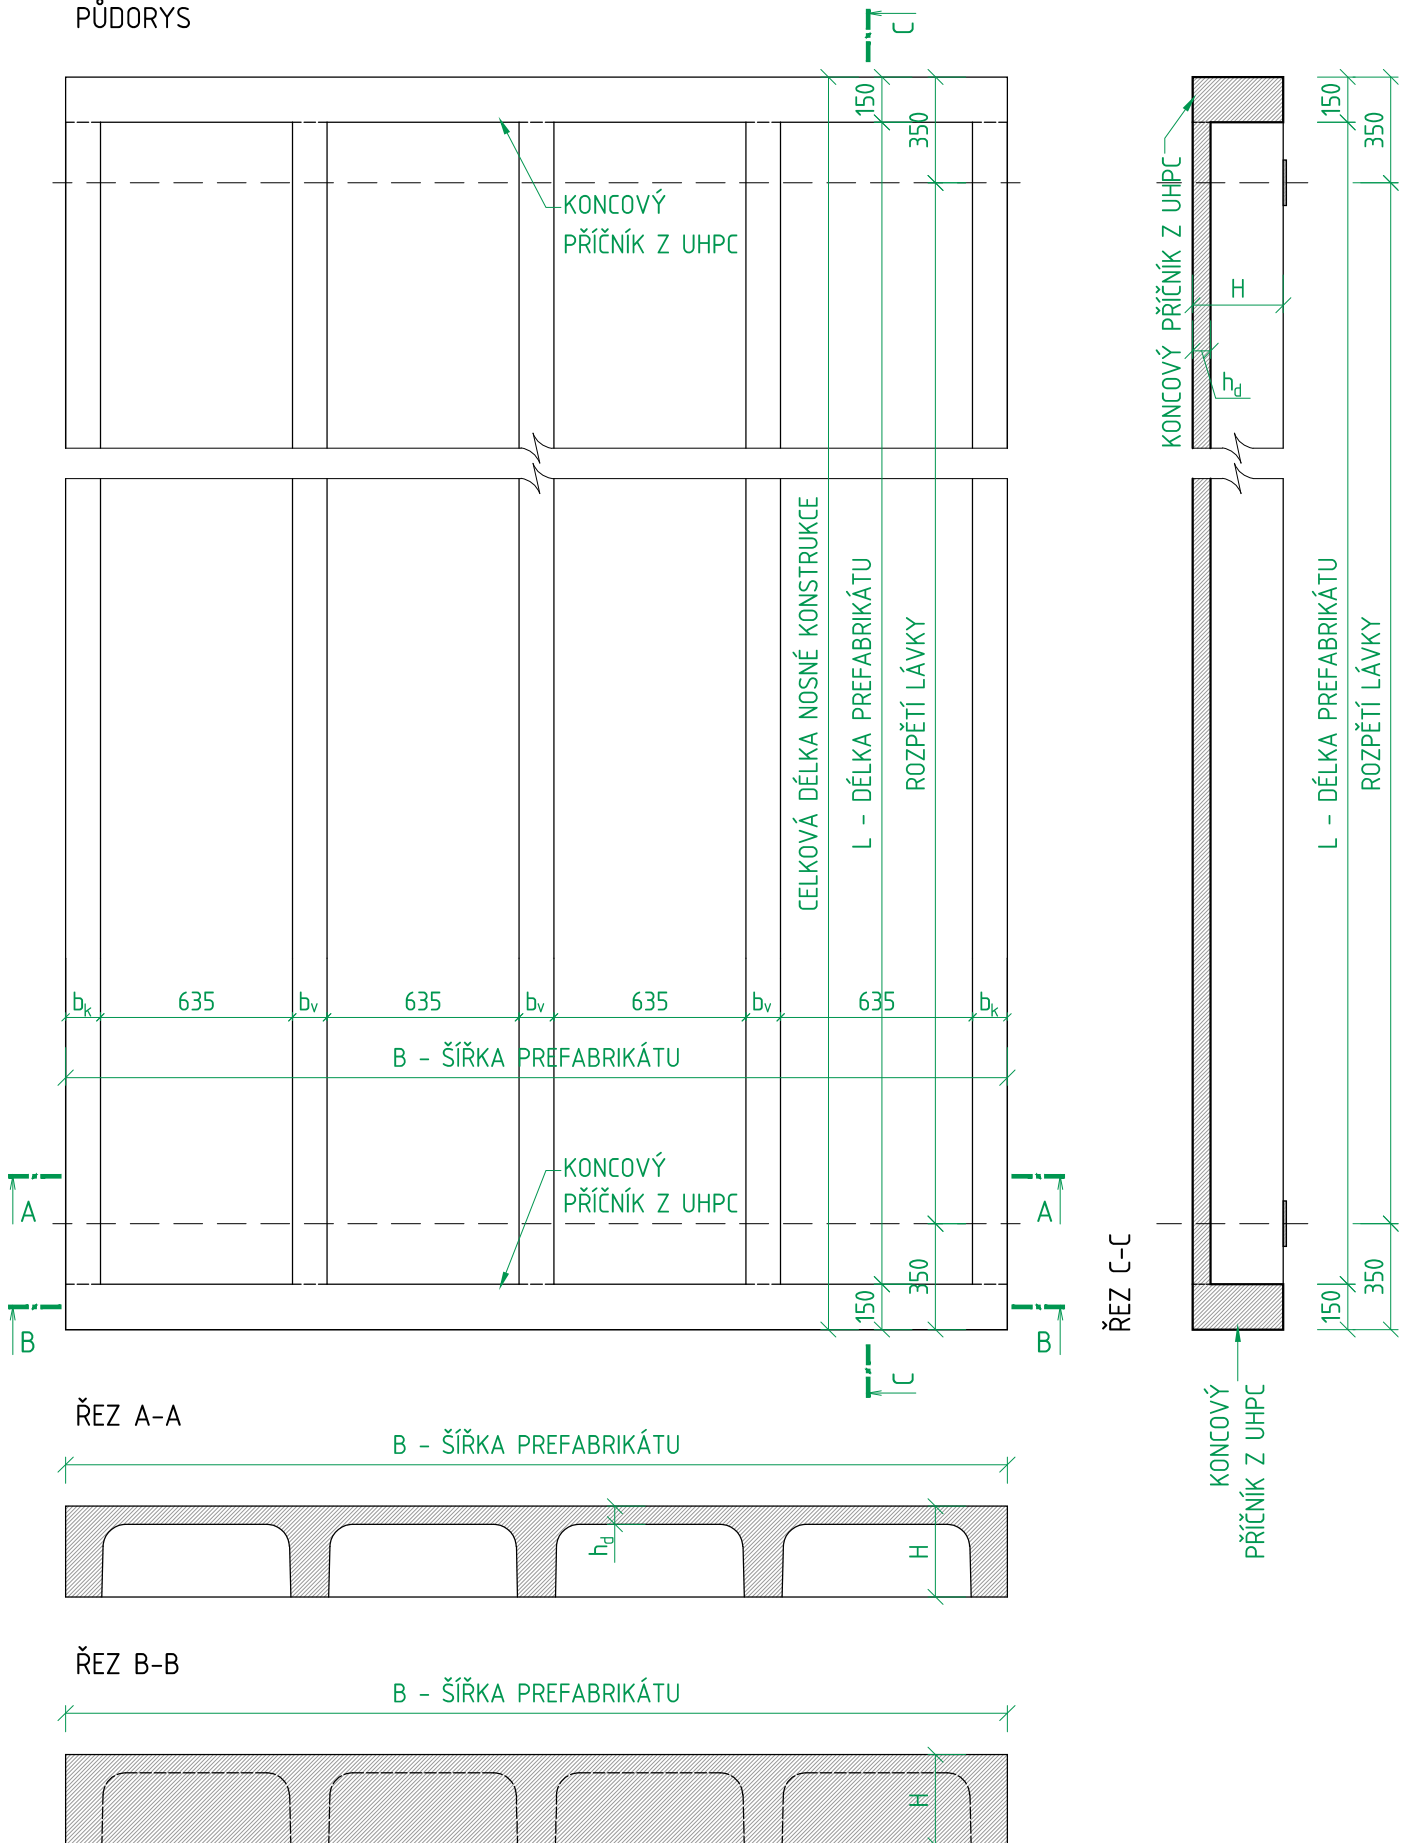 PŮDORYS
C
150
350
150
350
KONCOVÝ
PŘÍČNÍK Z UHPC
KONCOVÝ PŘÍČNÍK Z UHPC
H
hd
CELKOVÁ DÉLKA NOSNÉ KONSTRUKCE
L - DÉLKA PREFABRIKÁTU
ROZPĚTÍ LÁVKY
L - DÉLKA PREFABRIKÁTU
ROZPĚTÍ LÁVKY
bk 635 bv 635 bv 635 bv 635 bk
B - ŠÍŘKA PREFABRIKÁTU
KONCOVÝ
PŘÍČNÍK Z UHPC
A A
B B
150
350
150
350
C
ŘEZ C-C
KONCOVÝ
PŘÍČNÍK Z UHPC
ŘEZ A-A
B - ŠÍŘKA PREFABRIKÁTU
hd
H
ŘEZ B-B
B - ŠÍŘKA PREFABRIKÁTU
H